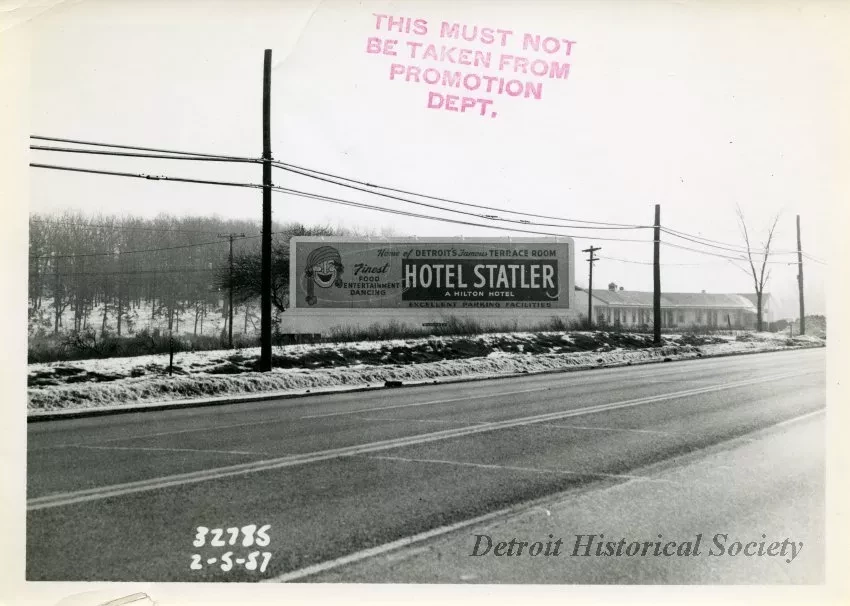 THIS MUST NOT
BE TAKEN FROM
PROMOTION
DEPT.
Home of DETROIT'S Famous TERRACE ROOM
Finest
FOOD
ENTERTAINMENT
DANCING
HOTEL STATLER
A HILTON HOTEL
EXCELLENT PARKING FACILITIES
32786
2-5-57
Detroit Historical Society